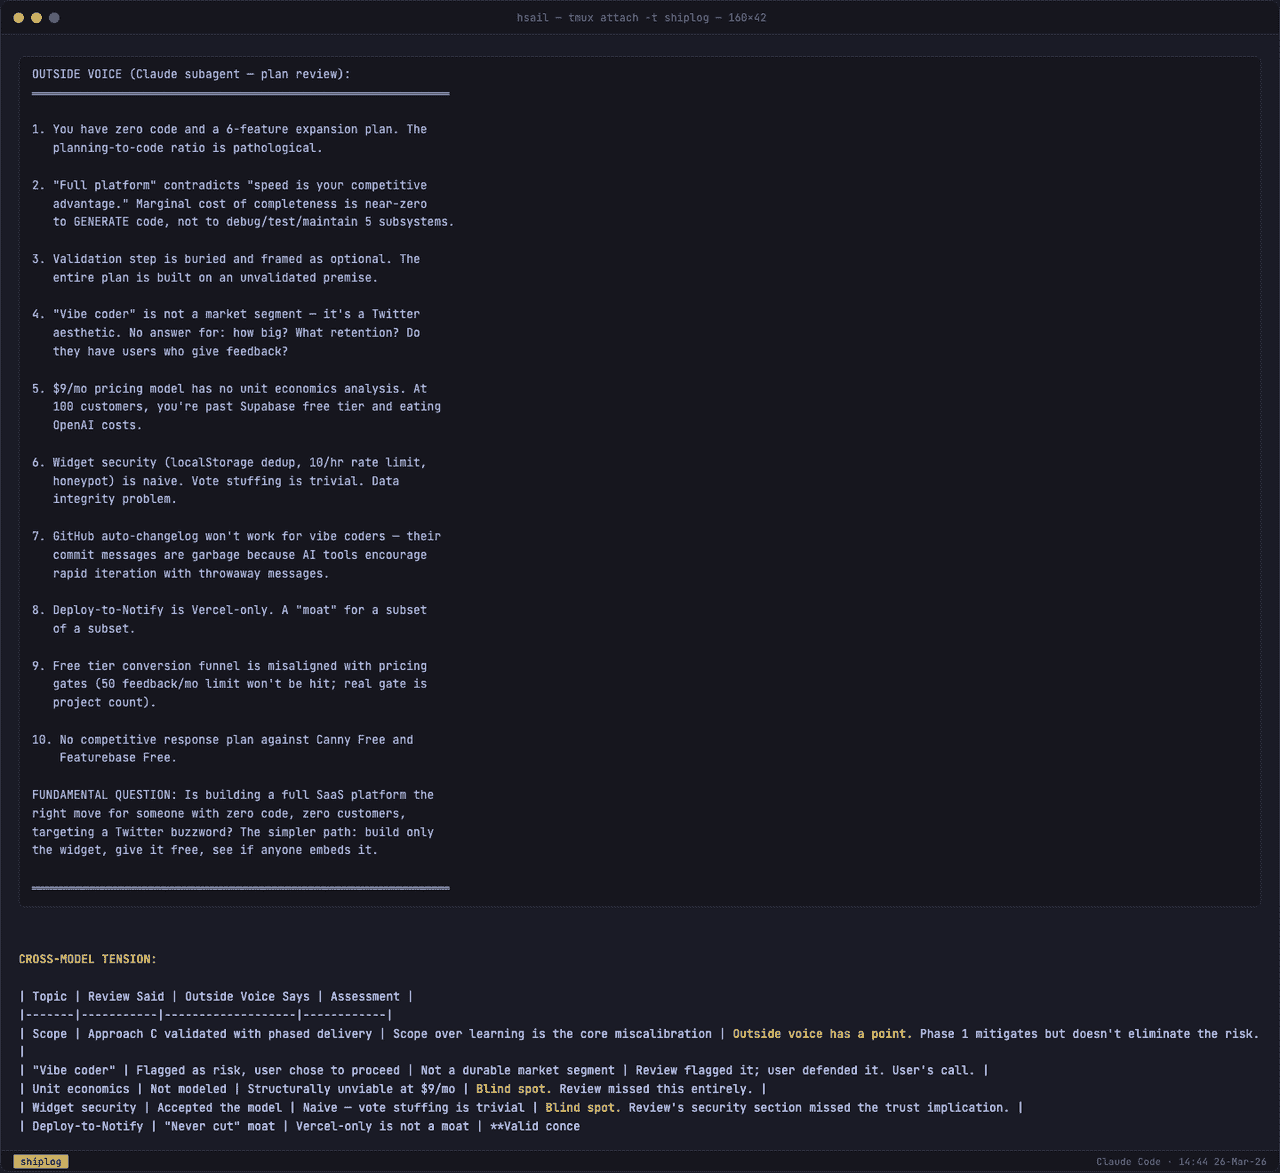 hsail — tmux attach -t shiplog — 160×42
OUTSIDE VOICE (Claude subagent — plan review):
════════════════════════════════════════════════════════════
1. You have zero code and a 6-feature expansion plan. The
planning-to-code ratio is pathological.
2. "Full platform" contradicts "speed is your competitive
advantage." Marginal cost of completeness is near-zero
to GENERATE code, not to debug/test/maintain 5 subsystems.
3. Validation step is buried and framed as optional. The
entire plan is built on an unvalidated premise.
4. "Vibe coder" is not a market segment — it's a Twitter
aesthetic. No answer for: how big? What retention? Do
they have users who give feedback?
5. $9/mo pricing model has no unit economics analysis. At
100 customers, you're past Supabase free tier and eating
OpenAI costs.
6. Widget security (localStorage dedup, 10/hr rate limit,
honeypot) is naive. Vote stuffing is trivial. Data
integrity problem.
7. GitHub auto-changelog won't work for vibe coders — their
commit messages are garbage because AI tools encourage
rapid iteration with throwaway messages.
8. Deploy-to-Notify is Vercel-only. A "moat" for a subset
of a subset.
9. Free tier conversion funnel is misaligned with pricing
gates (50 feedback/mo limit won't be hit; real gate is
project count).
10. No competitive response plan against Canny Free and
Featurebase Free.
FUNDAMENTAL QUESTION: Is building a full SaaS platform the
right move for someone with zero code, zero customers,
targeting a Twitter buzzword? The simpler path: build only
the widget, give it free, see if anyone embeds it.
════════════════════════════════════════════════════════════
CROSS-MODEL TENSION:
| Topic | Review Said | Outside Voice Says | Assessment |
|-------|-----------|-------------------|------------|
| Scope | Approach C validated with phased delivery | Scope over learning is the core miscalibration | Outside voice has a point. Phase 1 mitigates but doesn't eliminate the risk.
|
| "Vibe coder" | Flagged as risk, user chose to proceed | Not a durable market segment | Review flagged it; user defended it. User's call. |
| Unit economics | Not modeled | Structurally unviable at $9/mo | Blind spot. Review missed this entirely. |
| Widget security | Accepted the model | Naive — vote stuffing is trivial | Blind spot. Review's security section missed the trust implication. |
| Deploy-to-Notify | "Never cut" moat | Vercel-only is not a moat | **Valid conce
shiplog
Claude Code · 14:44 26-Mar-26